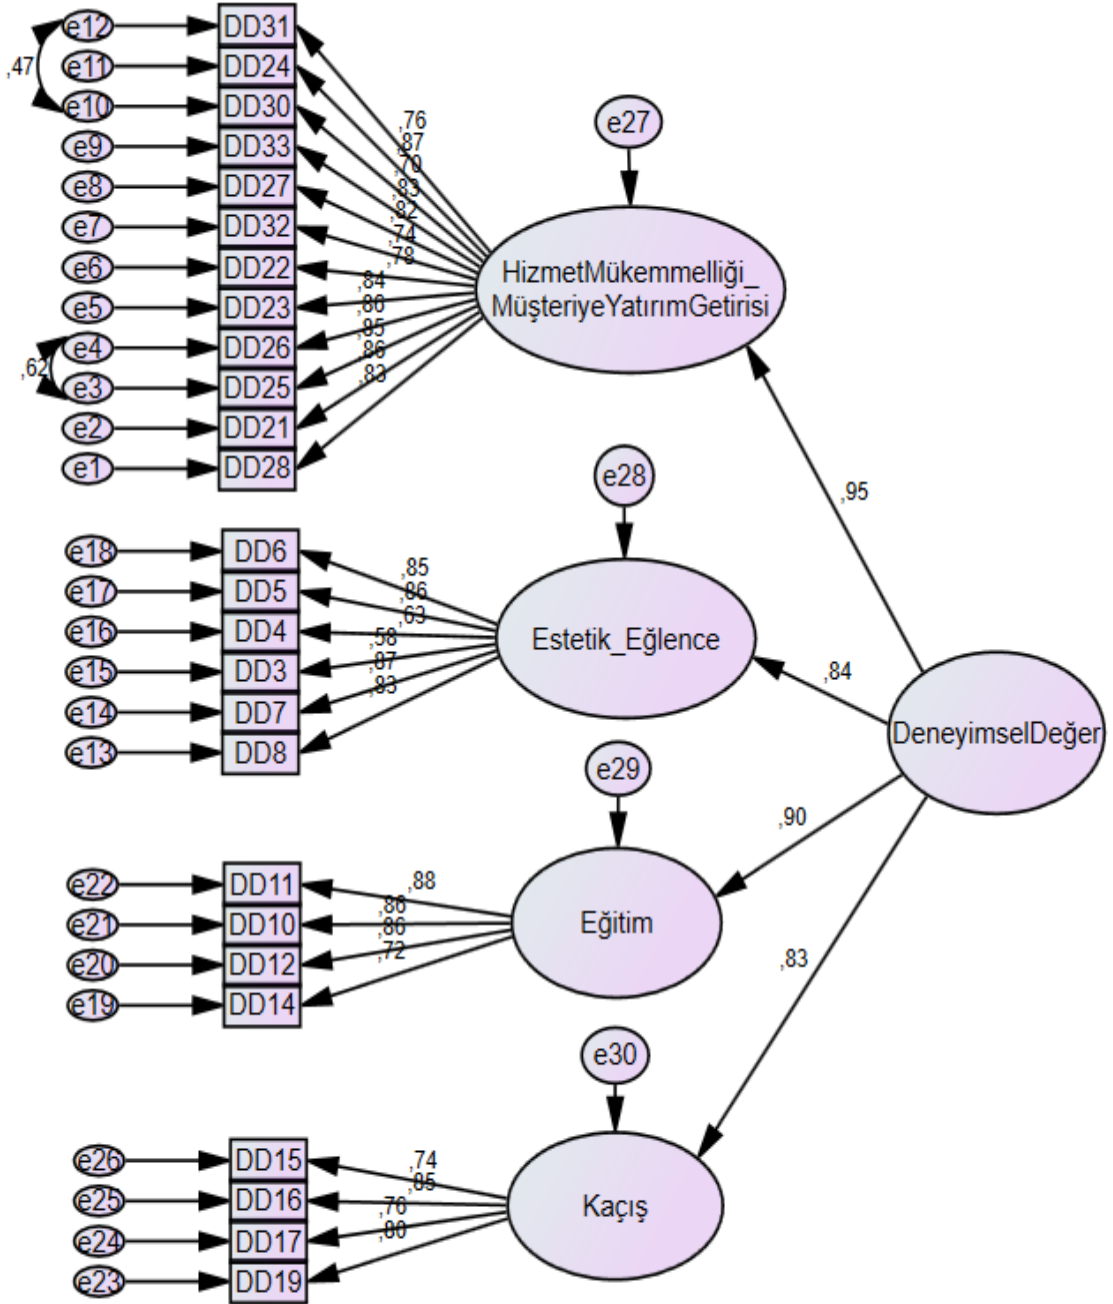 e12
DD31
e11
DD24
,47
e10
DD30
e9
DD33
e8
DD27
e7
DD32
e6
DD22
e5
DD23
e4
DD26
,62
e3
DD25
e2
DD21
e1
DD28
,76
,87
,70
,83
,82
,74
,78
,84
,86
,85
,86
,83
e27
HizmetMükemmelliği_
MüşteriyeYatırımGetirisi
,95
e18
DD6
e17
DD5
e16
DD4
e15
DD3
e14
DD7
e13
DD8
,85
,86
,63
,58
,87
,83
e28
Estetik_Eğlence
,84
DeneyimselDeğer
e22
DD11
e21
DD10
e20
DD12
e19
DD14
,88
,86
,86
,72
e29
Eğitim
,90
,83
e26
DD15
e25
DD16
e24
DD17
e23
DD19
,74
,85
,76
,80
e30
Kaçış